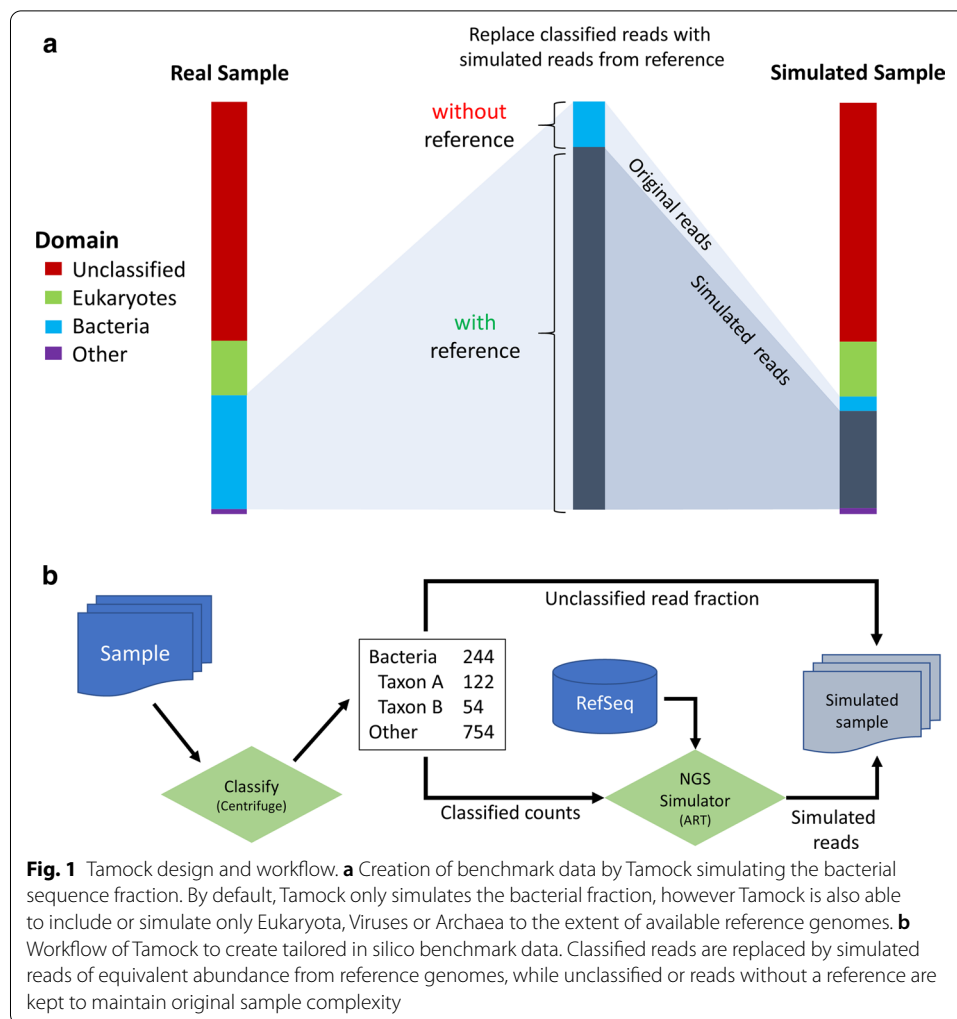 a
Replace classified reads with
simulated reads from reference
Real Sample
Simulated Sample
without
reference
Original reads
Simulated reads
Domain
Unclassified
Eukaryotes
Bacteria
Other
with
reference
b
Unclassified read fraction
Sample
Bacteria 244
Taxon A 122
Taxon B 54
Other 754
RefSeq
Simulated
sample
Classify
(Centrifuge)
Classified counts
NGS
Simulator
(ART)
Simulated
reads
Fig. 1 Tamock design and workflow. a Creation of benchmark data by Tamock simulating the bacterial
sequence fraction. By default, Tamock only simulates the bacterial fraction, however Tamock is also able
to include or simulate only Eukaryota, Viruses or Archaea to the extent of available reference genomes. b
Workflow of Tamock to create tailored in silico benchmark data. Classified reads are replaced by simulated
reads of equivalent abundance from reference genomes, while unclassified or reads without a reference are
kept to maintain original sample complexity